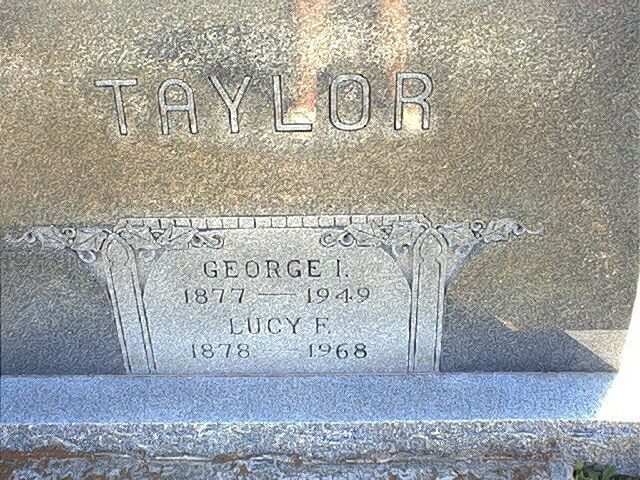 TAYLOR
GEORGE I.
1877 — 1949
LUCY F.
1878 — 1968